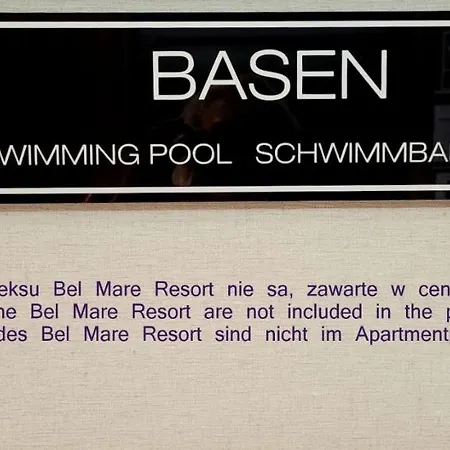 BASEN
WIMMING POOL SCHWIMMBA
eksu Bel Mare Resort nie sa, zawarte w cen
ne Bel Mare Resort are not included in the p
des Bel Mare Resort sind nicht im Apartment